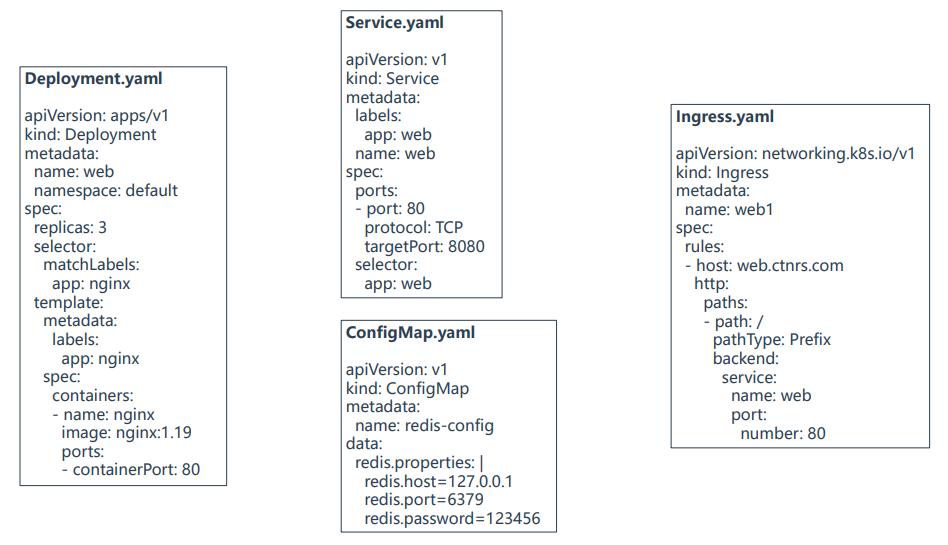 Deployment.yaml
apiVersion: apps/v1
kind: Deployment
metadata:
  name: web
  namespace: default
spec:
  replicas: 3
  selector:
    matchLabels:
      app: nginx
  template:
    metadata:
      labels:
        app: nginx
    spec:
      containers:
      - name: nginx
        image: nginx:1.19
        ports:
        - containerPort: 80
Service.yaml
apiVersion: v1
kind: Service
metadata:
  labels:
    app: web
  name: web
spec:
  ports:
  - port: 80
    protocol: TCP
    targetPort: 8080
  selector:
    app: web
ConfigMap.yaml
apiVersion: v1
kind: ConfigMap
metadata:
  name: redis-config
data:
  redis.properties: |
    redis.host=127.0.0.1
    redis.port=6379
    redis.password=123456
Ingress.yaml
apiVersion: networking.k8s.io/v1
kind: Ingress
metadata:
  name: web1
spec:
  rules:
  - host: web.ctnrs.com
    http:
      paths:
      - path: /
        pathType: Prefix
        backend:
          service:
            name: web
            port:
              number: 80